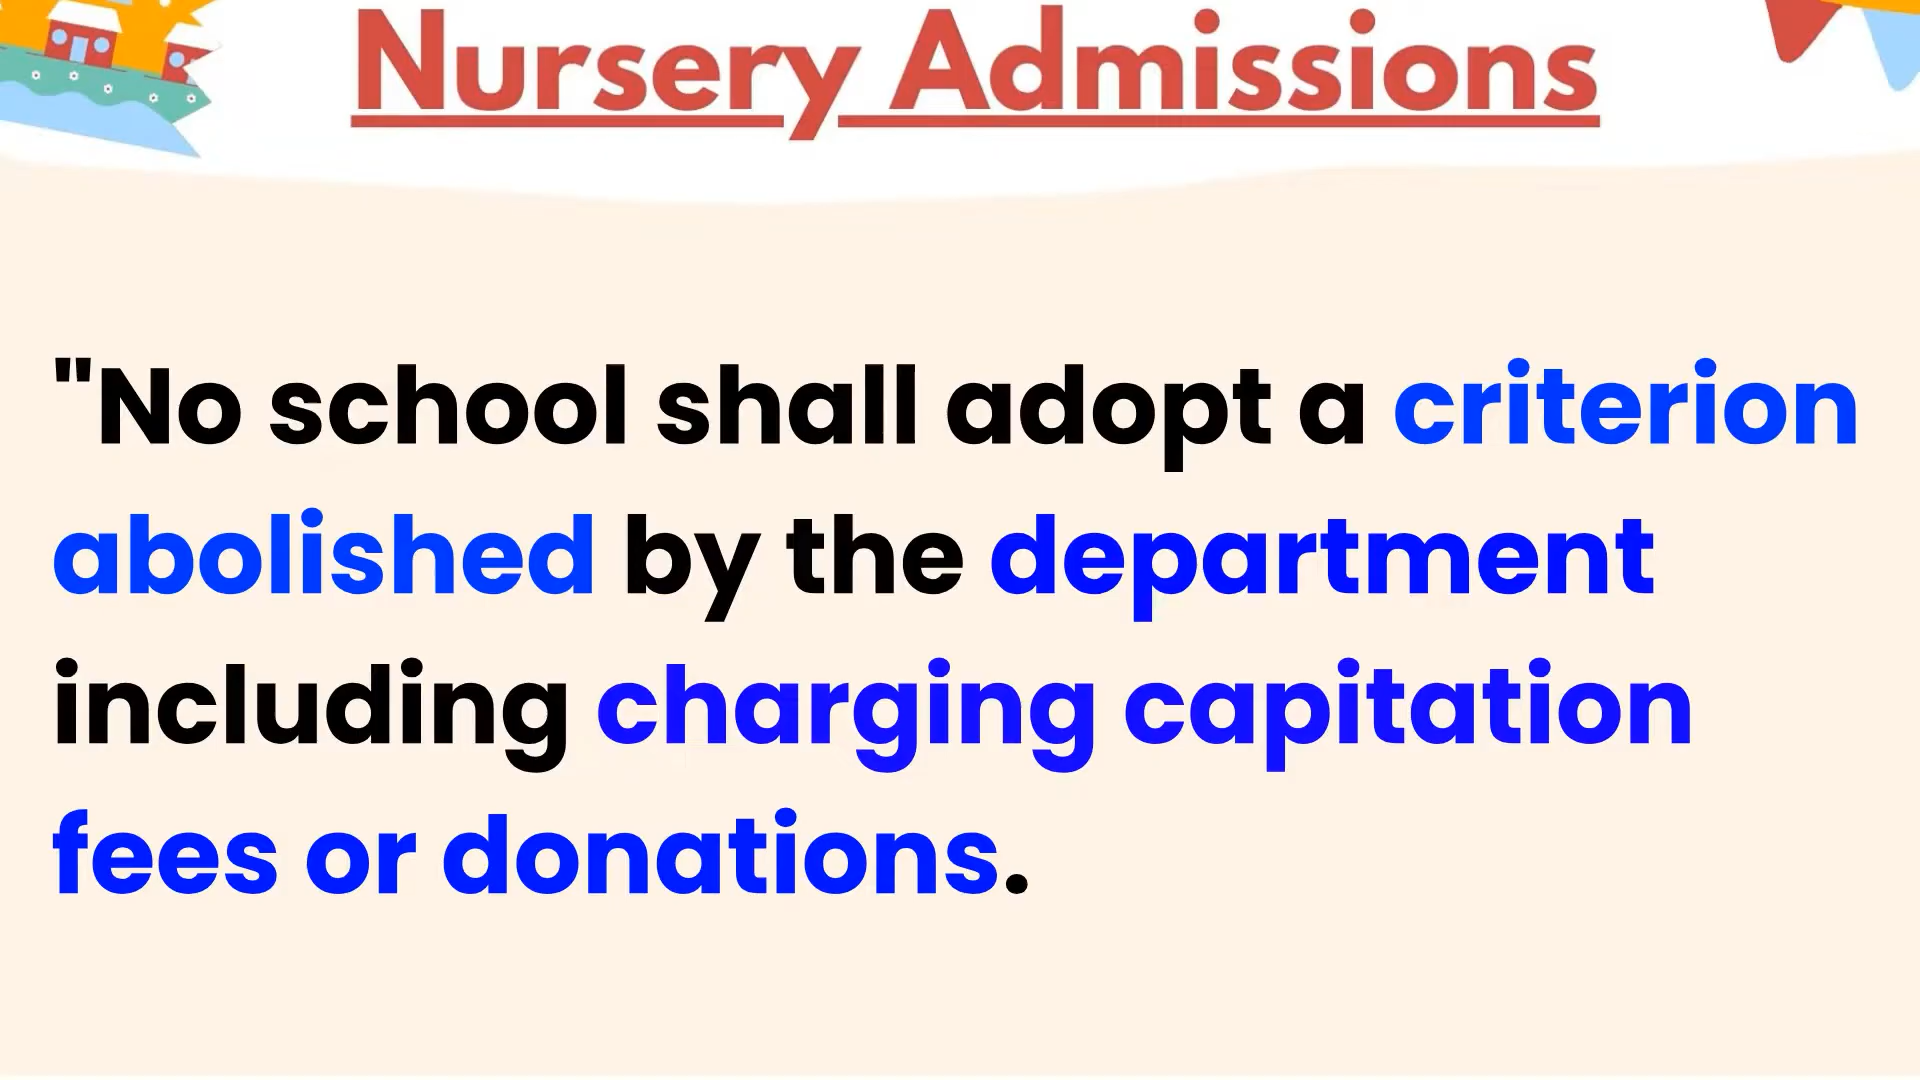 Nursery Admissions
"No school shall adopt a criterion
abolished by the department
including charging capitation
fees or donations.